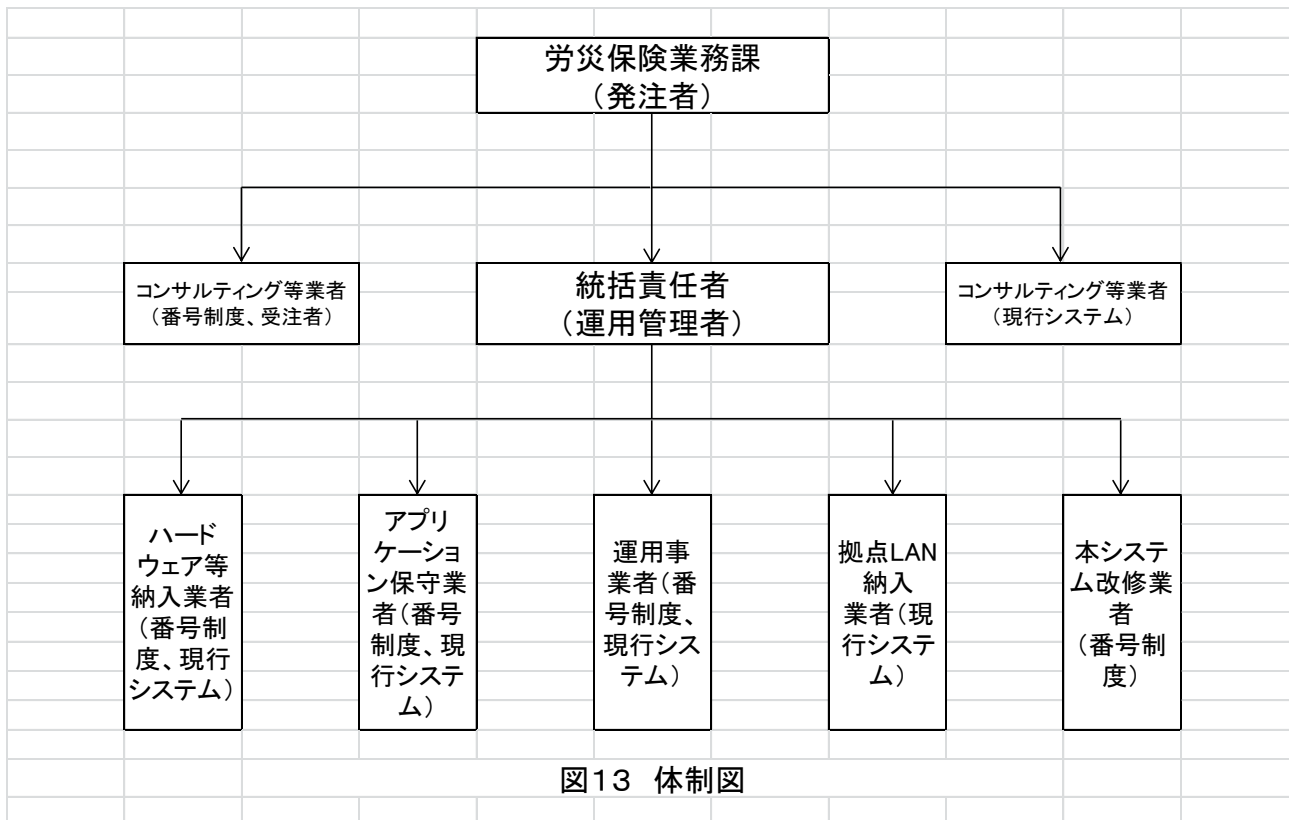 労災保険業務課
（発注者）
コンサルティング等業者
（番号制度、受注者）
統括責任者
（運用管理者）
コンサルティング等業者
（現行システム）
ハード
ウェア等
納入業者
（番号制
度、現行
システム）
アプリ
ケーショ
ン保守業
者（番号
制度、現
行システ
ム）
運用事
業者（番
号制度、
現行シス
テム）
拠点LAN
納入
業者（現
行システ
ム）
本システ
ム改修業
者
（番号制
度）
図１３　体制図